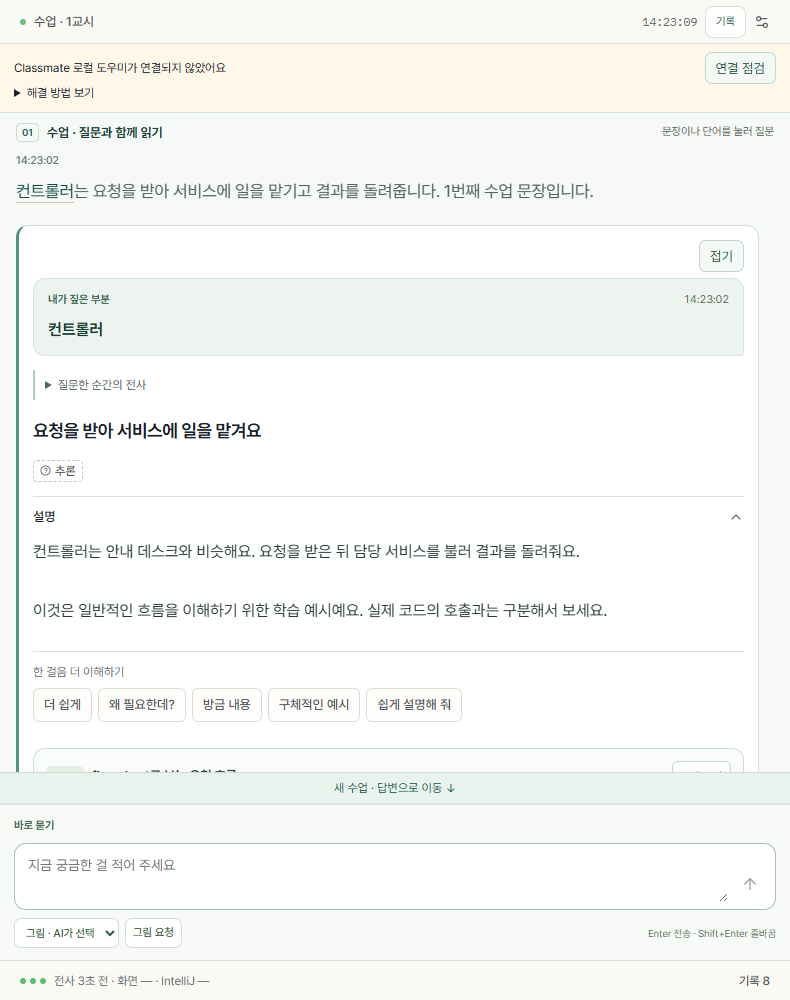 수업 · 1교시
14:23:09 기록
Classmate 로컬 도우미가 연결되지 않았어요
연결 점검
▶ 해결 방법 보기
01 수업 · 질문과 함께 읽기
문장이나 단어를 눌러 질문
14:23:02
컨트롤러는 요청을 받아 서비스에 일을 맡기고 결과를 돌려줍니다. 1번째 수업 문장입니다.
접기
내가 짚은 부분 14:23:02
컨트롤러
▶ 질문한 순간의 전사
요청을 받아 서비스에 일을 맡겨요
추론
설명
컨트롤러는 안내 데스크와 비슷해요. 요청을 받은 뒤 담당 서비스를 불러 결과를 돌려줘요.
이것은 일반적인 흐름을 이해하기 위한 학습 예시예요. 실제 코드의 호출과는 구분해서 보세요.
한 걸음 더 이해하기
더 쉽게 왜 필요한데? 방금 내용 구체적인 예시 쉽게 설명해 줘
새 수업 · 답변으로 이동 ↓
바로 묻기
지금 궁금한 걸 적어 주세요
그림 · AI가 선택 그림 요청
Enter 전송 · Shift+Enter 줄바꿈
전사 3초 전 · 화면 — · IntelliJ —
기록 8